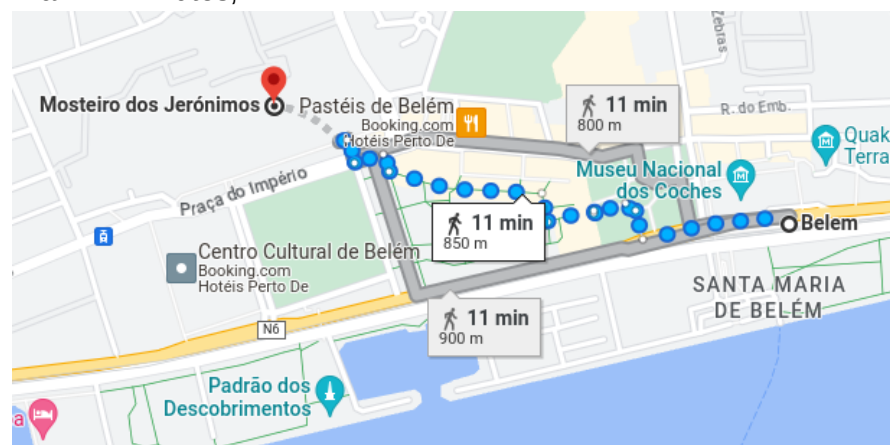 Zebras
Mosteiro dos Jerónimos
Pastéis de Belém
Booking.com
Hotéis Perto De
11 min
800 m
R. do Emb.
Quak
Terra
Museu Nacional
dos Coches
Praça do Império
11 min
850 m
Belem
Centro Cultural de Belém
Booking.com
Hotéis Perto De
SANTA MARIA
DE BELÉM
11 min
900 m
N6
Padrão dos
Descobrimentos
a